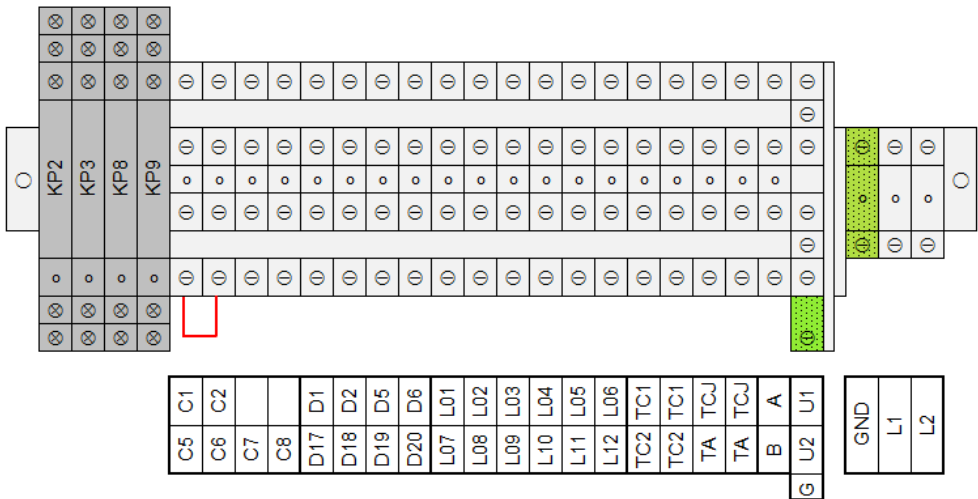 KP2 KP3 KP8 KP9
C1 C2 D1 D2 D5 D6 L01 L02 L03 L04 L05 L06 TC1 TC1 TCJ TCJ A U1
C5 C6 C7 C8 D17 D18 D19 D20 L07 L08 L09 L10 L11 L12 TC2 TC2 TA TA B U2
G
GND L1 L2